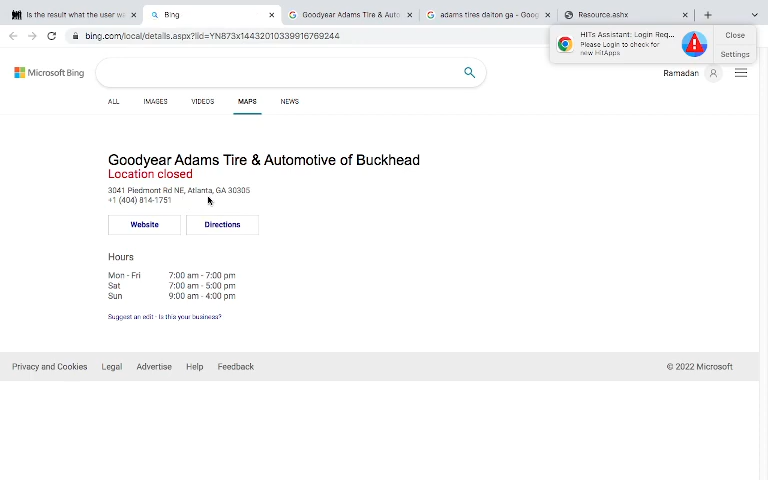 Is the result what the user wa
Bing
Goodyear Adams Tire & Auto
adams tires dalton ga - Goog
Resource.ashx
bing.com/local/details.aspx?lid=YN873x14432010339916769244
HITs Assistant: Login Req...
Please Login to check for
new HitApps
Close
Settings
Microsoft Bing
Ramadan
ALL
IMAGES
VIDEOS
MAPS
NEWS
Goodyear Adams Tire & Automotive of Buckhead
Location closed
3041 Piedmont Rd NE, Atlanta, GA 30305
+1 (404) 814-1751
Website
Directions
Hours
Mon - Fri 7:00 am - 7:00 pm
Sat 7:00 am - 5:00 pm
Sun 9:00 am - 4:00 pm
Suggest an edit · Is this your business?
Privacy and Cookies
Legal
Advertise
Help
Feedback
© 2022 Microsoft